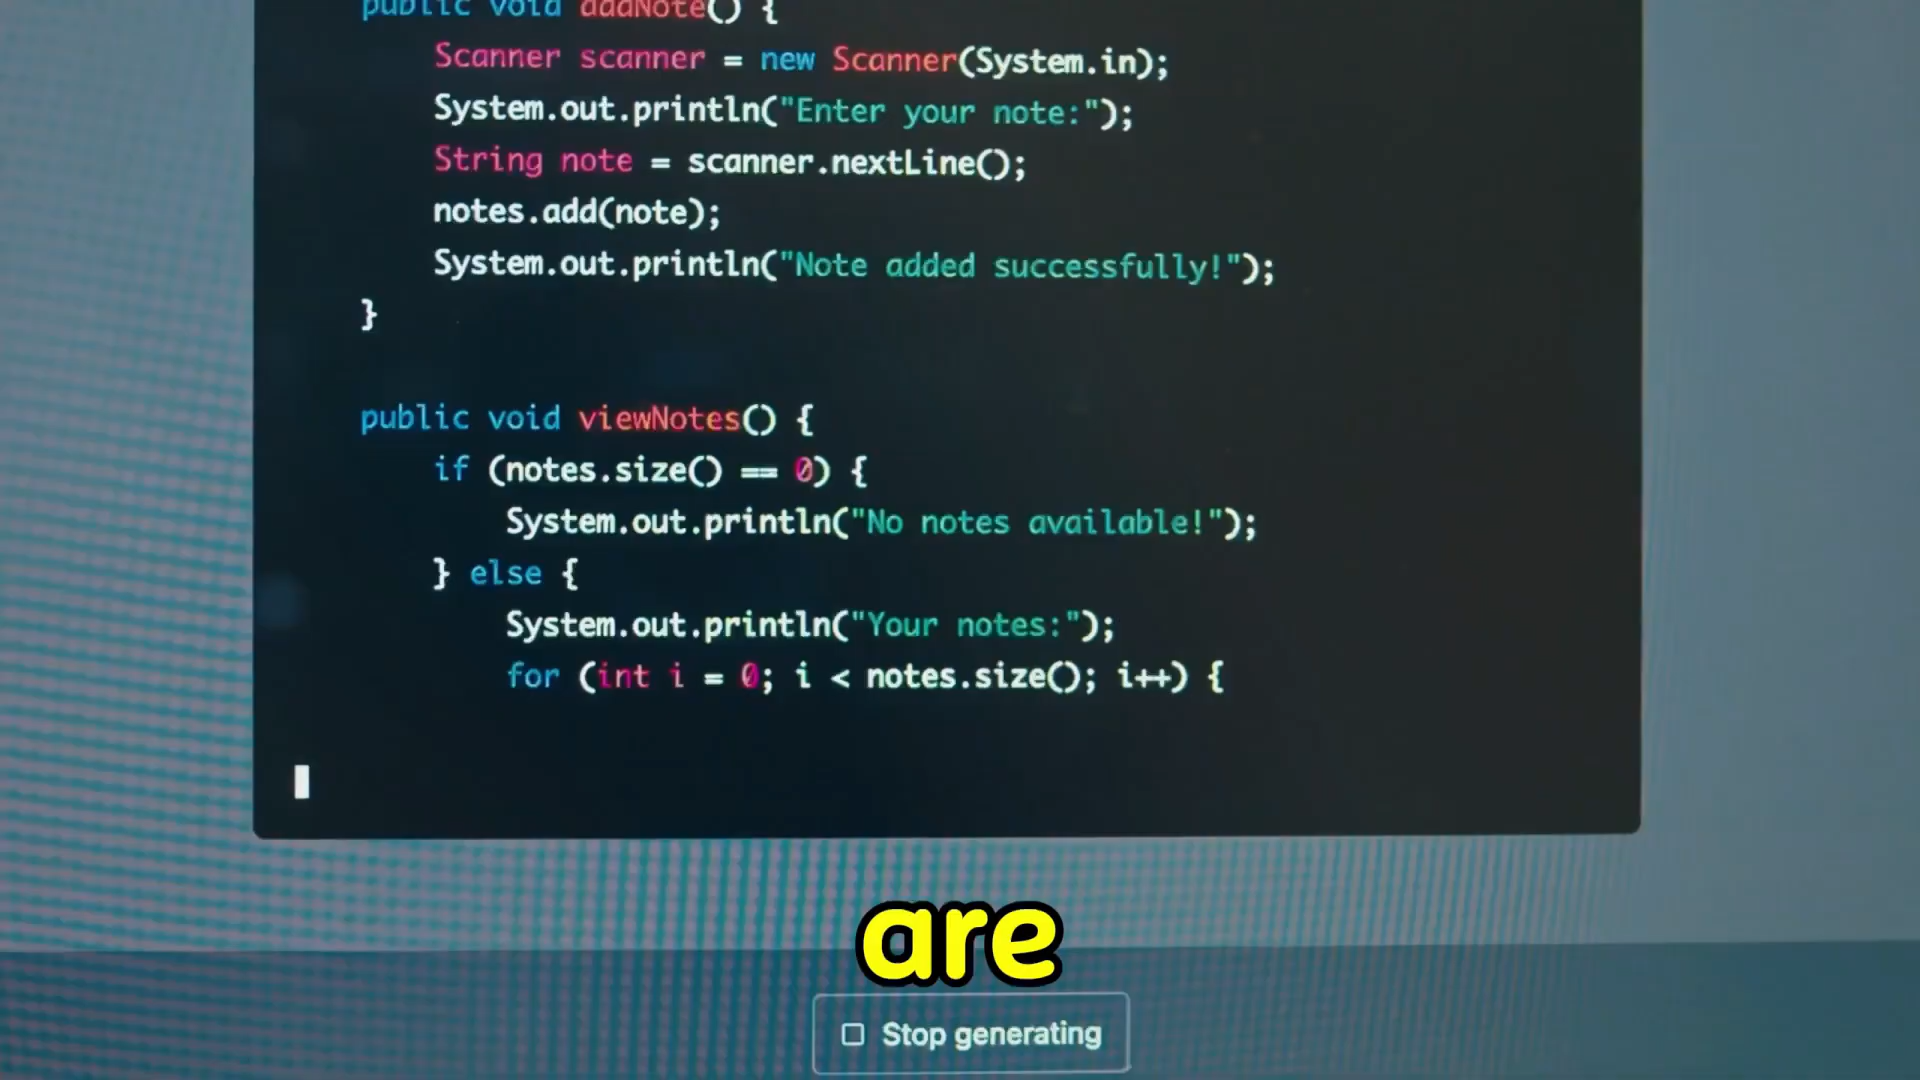 public void addNote() {
Scanner scanner = new Scanner(System.in);
System.out.println("Enter your note:");
String note = scanner.nextLine();
notes.add(note);
System.out.println("Note added successfully!");
}
public void viewNotes() {
if (notes.size() == 0) {
System.out.println("No notes available!");
} else {
System.out.println("Your notes:");
for (int i = 0; i < notes.size(); i++) {
are
Stop generating